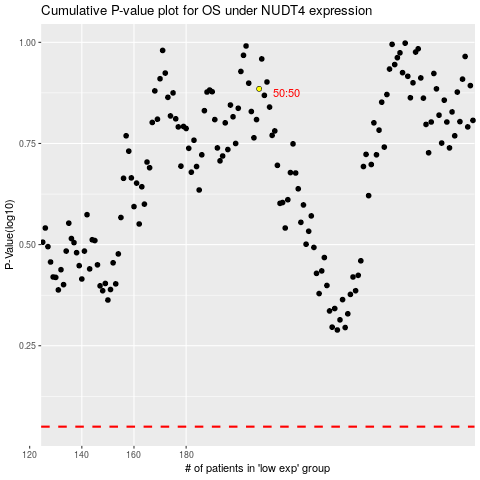 Cumulative P-value plot for OS under NUDT4 expression
1.00
50:50
0.75
P-Value(log10)
0.50
0.25
120 140 160 180
# of patients in 'low exp' group